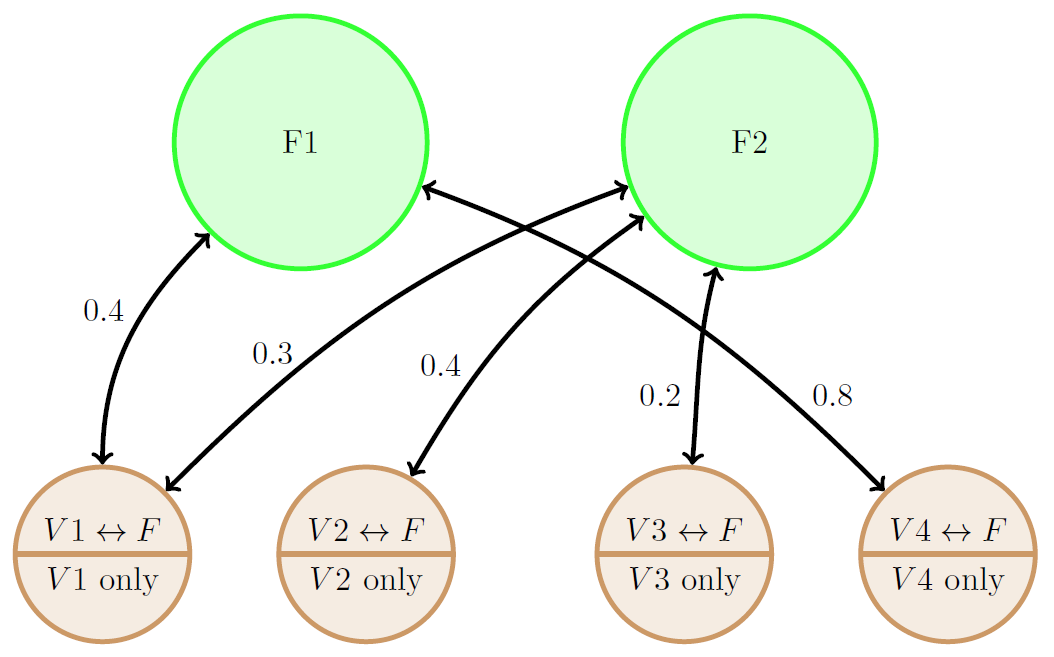 F1
F2
0.4
0.3
0.4
0.2
0.8
V1 ↔ F
V1 only
V2 ↔ F
V2 only
V3 ↔ F
V3 only
V4 ↔ F
V4 only